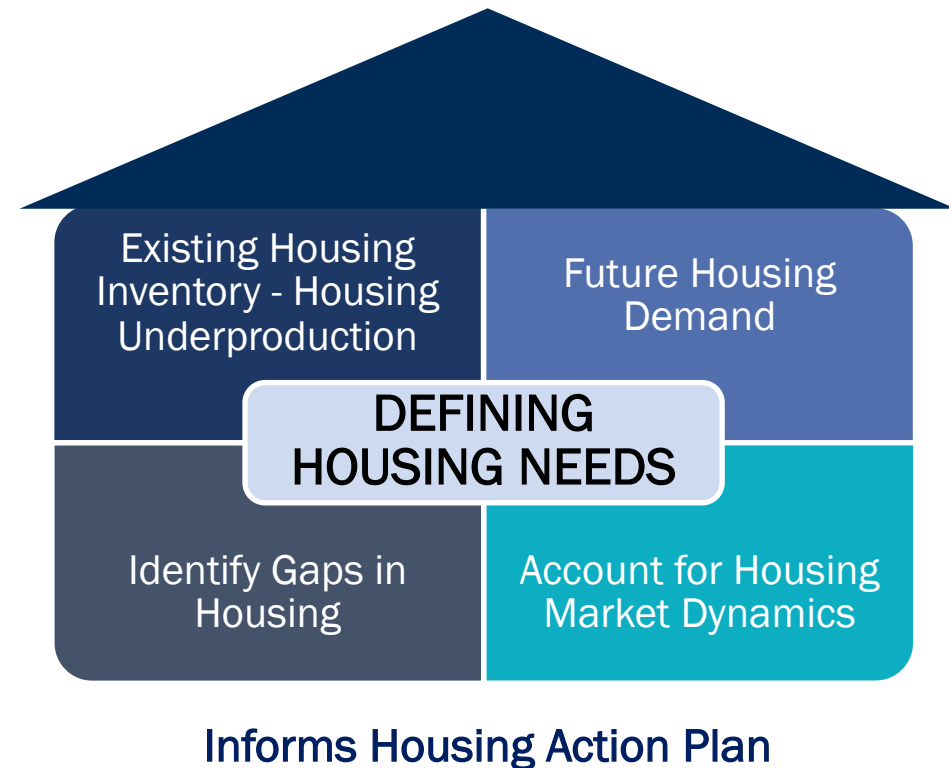 Existing Housing
Inventory - Housing
Underproduction
Future Housing
Demand
DEFINING
HOUSING NEEDS
Identify Gaps in
Housing
Account for Housing
Market Dynamics
Informs Housing Action Plan